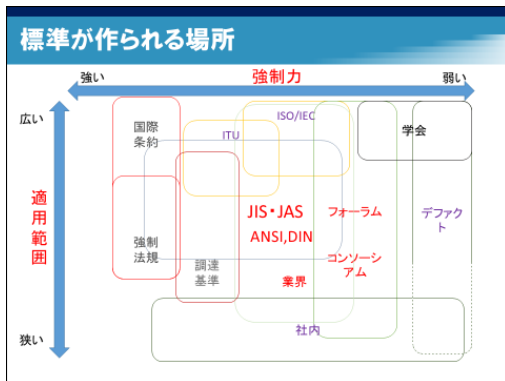 標準が作られる場所
強い
強制力
弱い
広い
適用範囲
狭い
国際
条約
ITU
ISO/IEC
学会
JIS・JAS
ANSI,DIN
フォーラム
デファク
ト
強制
法規
調達
基準
業界
コンソーシ
アム
社内